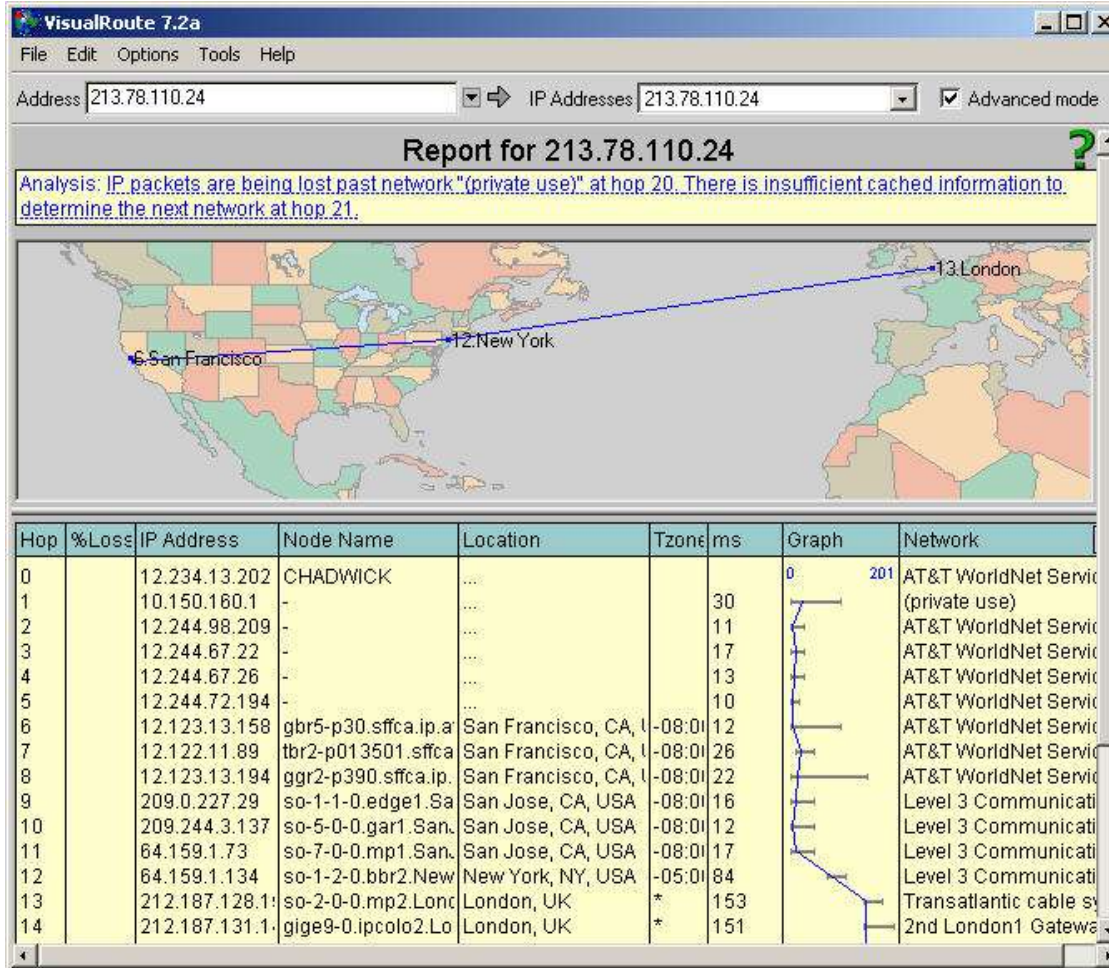 VisualRoute 7.2a
File Edit Options Tools Help
Address 213.78.110.24 IP Addresses 213.78.110.24 Advanced mode
Report for 213.78.110.24
?
Analysis: IP packets are being lost past network "(private use)" at hop 20. There is insufficient cached information to
determine the next network at hop 21.
13.London
12.New York
6.San Francisco
Hop %Loss IP Address Node Name Location Tzone ms Graph Network
0 12.234.13.202 CHADWICK ... 0 201 AT&T WorldNet Servic
1 10.150.160.1 - ... 30 (private use)
2 12.244.98.209 - ... 11 AT&T WorldNet Servic
3 12.244.67.22 - ... 17 AT&T WorldNet Servic
4 12.244.67.26 - ... 13 AT&T WorldNet Servic
5 12.244.72.194 - ... 10 AT&T WorldNet Servic
6 12.123.13.158 gbr5-p30.sffca.ip.a San Francisco, CA, -08:0 12 AT&T WorldNet Servic
7 12.122.11.89 tbr2-p013501.sffca San Francisco, CA, -08:0 26 AT&T WorldNet Servic
8 12.123.13.194 ggr2-p390.sffca.ip. San Francisco, CA, -08:0 22 AT&T WorldNet Servic
9 209.0.227.29 so-1-1-0.edge1.Sa San Jose, CA, USA -08:0 16 Level 3 Communicati
10 209.244.3.137 so-5-0-0.gar1.San. San Jose, CA, USA -08:0 12 Level 3 Communicati
11 64.159.1.73 so-7-0-0.mp1.San. San Jose, CA, USA -08:0 17 Level 3 Communicati
12 64.159.1.134 so-1-2-0.bbr2.New New York, NY, USA -05:0 84 Level 3 Communicati
13 212.187.128.1 so-2-0-0.mp2.Lonc London, UK * 153 Transatlantic cable sy
14 212.187.131.1 gige9-0.ipcolo2.Lo London, UK * 151 2nd London1 Gatewa